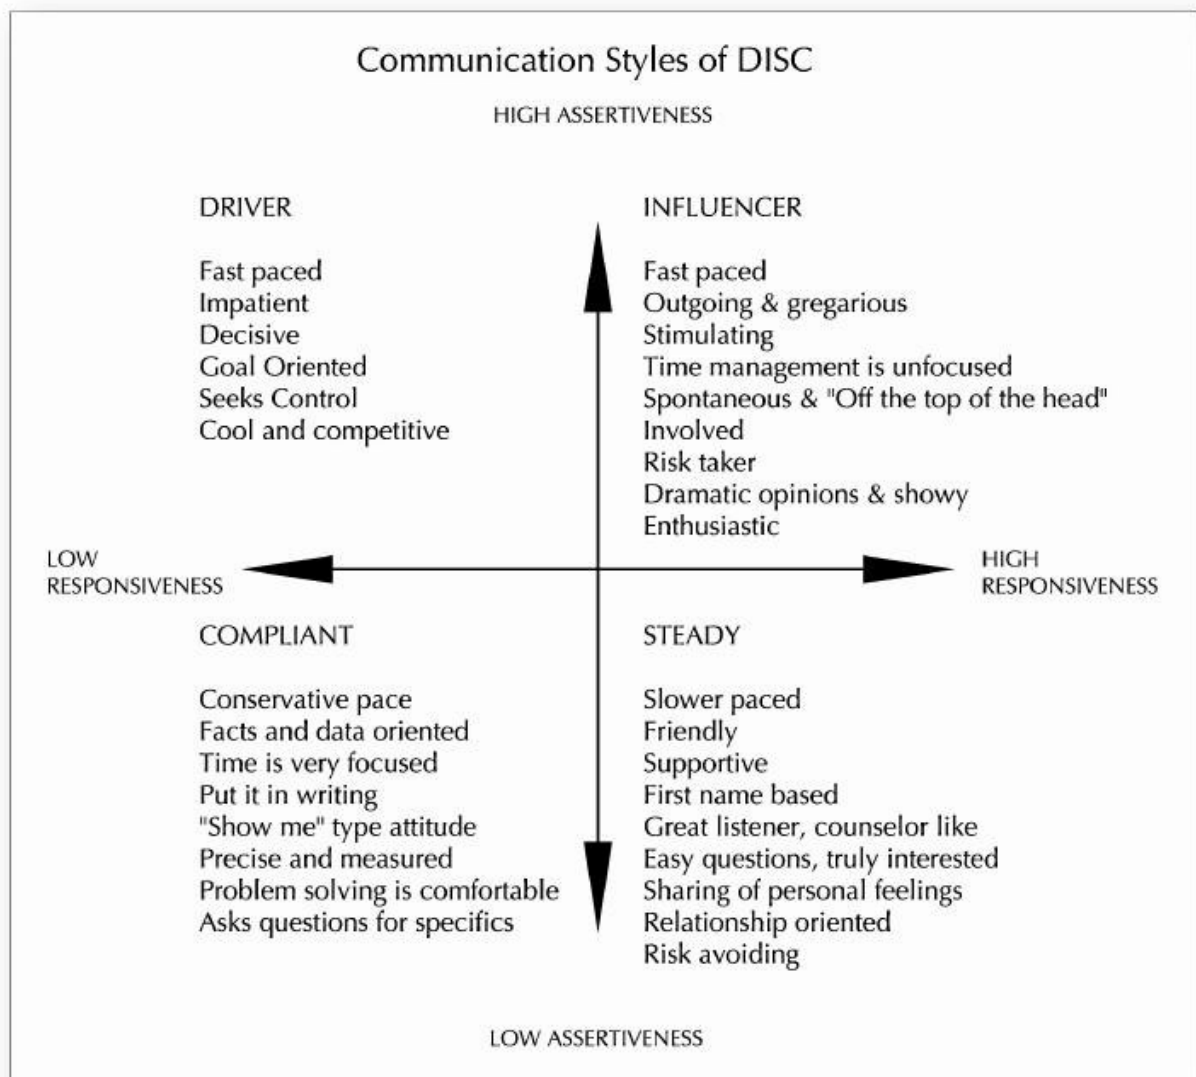 Communication Styles of DISC
HIGH ASSERTIVENESS
DRIVER
Fast paced
Impatient
Decisive
Goal Oriented
Seeks Control
Cool and competitive
INFLUENCER
Fast paced
Outgoing & gregarious
Stimulating
Time management is unfocused
Spontaneous & "Off the top of the head"
Involved
Risk taker
Dramatic opinions & showy
Enthusiastic
LOW
RESPONSIVENESS
HIGH
RESPONSIVENESS
COMPLIANT
Conservative pace
Facts and data oriented
Time is very focused
Put it in writing
"Show me" type attitude
Precise and measured
Problem solving is comfortable
Asks questions for specifics
STEADY
Slower paced
Friendly
Supportive
First name based
Great listener, counselor like
Easy questions, truly interested
Sharing of personal feelings
Relationship oriented
Risk avoiding
LOW ASSERTIVENESS